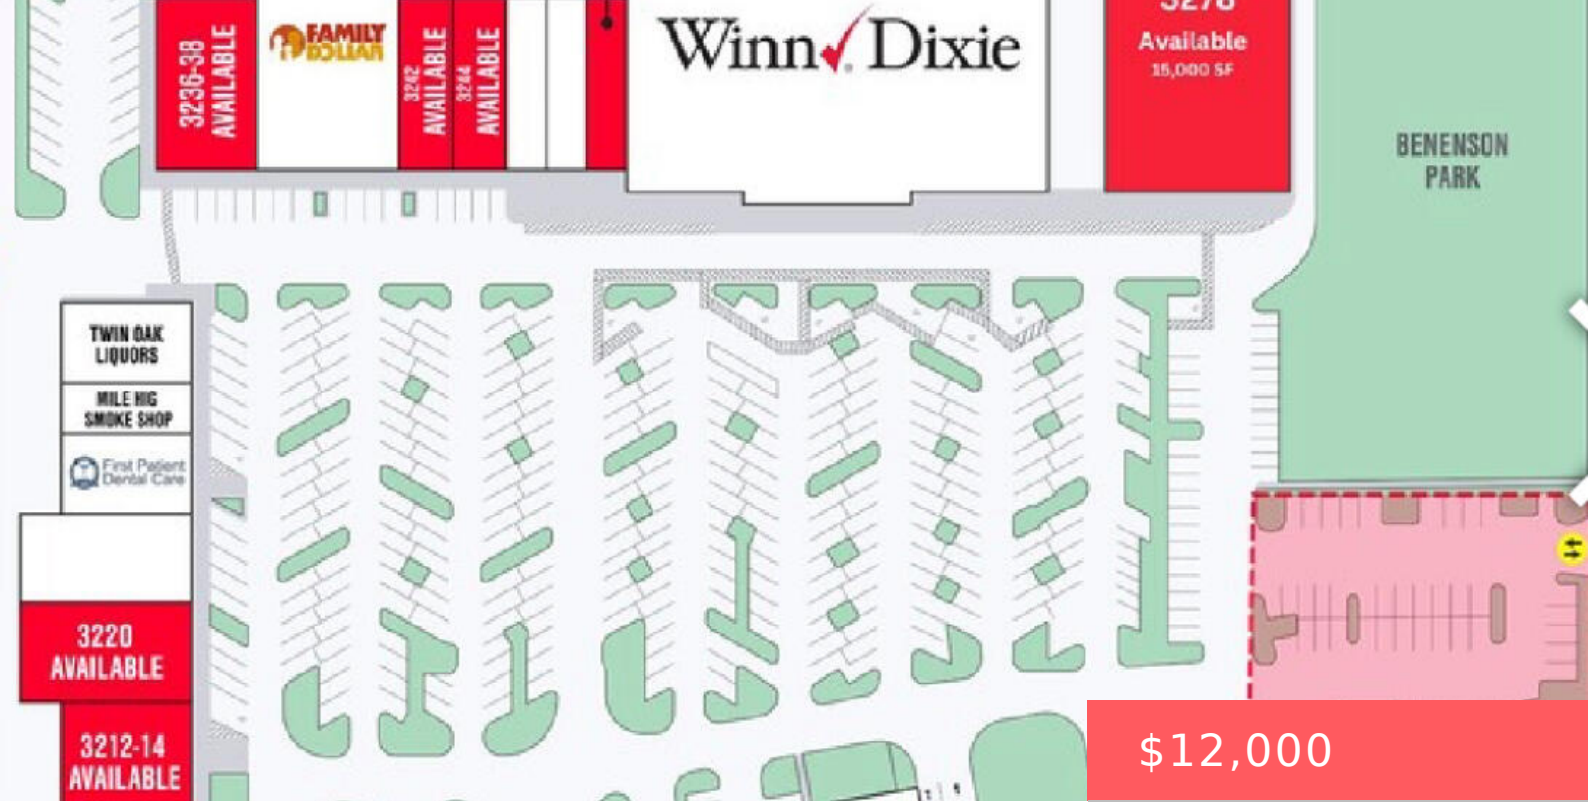 3236-38
AVAILABLE
FAMILY
DOLLAR
3242
AVAILABLE
3244
AVAILABLE
Winn Dixie
3278
Available
15,000 SF
BENENSON
PARK
TWIN OAK
LIQUORS
MILE HIG
SMOKE SHOP
First Patient
Dental Care
3220
AVAILABLE
3212-14
AVAILABLE
$12,000